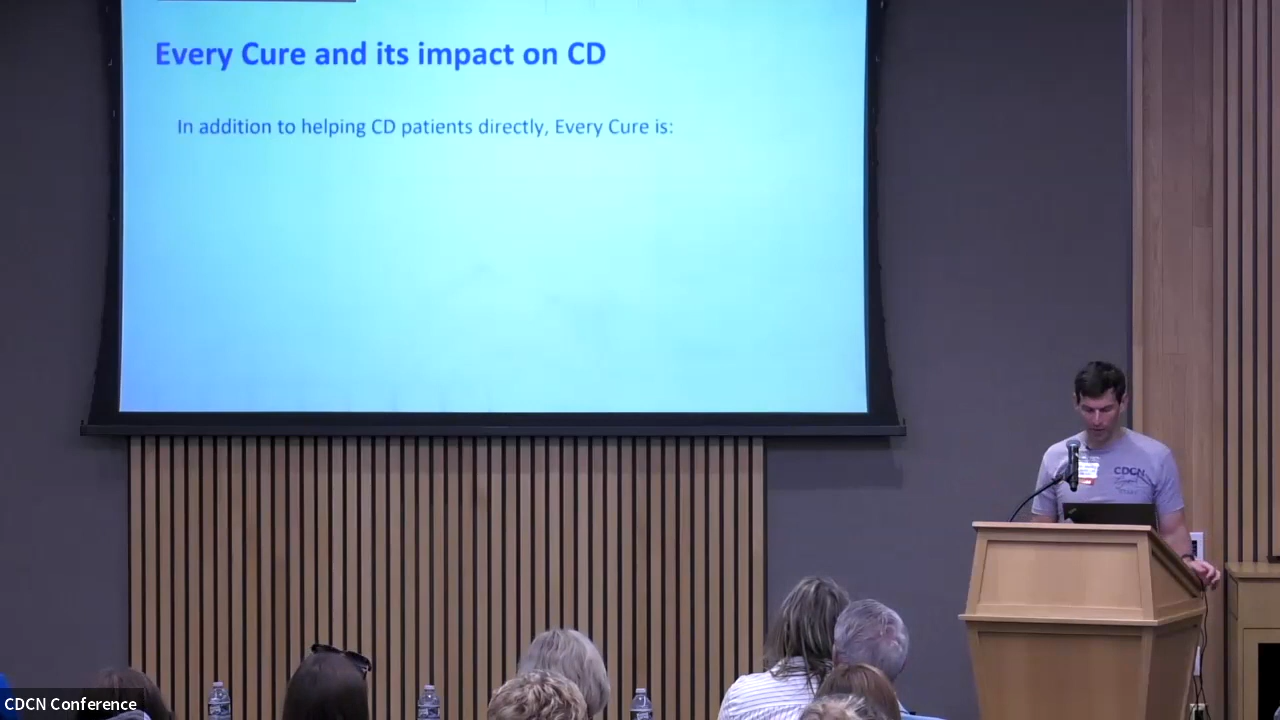 Every Cure and its impact on CD
In addition to helping CD patients directly, Every Cure is:
CDCN
CDCN Conference